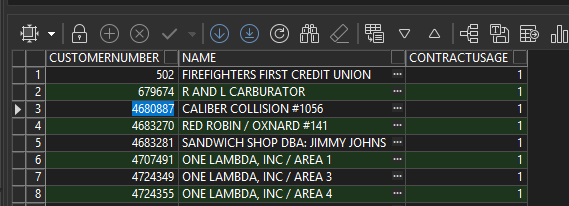 CUSTOMERNUMBER NAME CONTRACTUSAGE
1 502 FIREFIGHTERS FIRST CREDIT UNION ... 1
2 679674 R AND L CARBURATOR ... 1
3 4680887 CALIBER COLLISION #1056 ... 1
4 4683270 RED ROBIN / OXNARD #141 ... 1
5 4683281 SANDWICH SHOP DBA: JIMMY JOHNS ... 1
6 4707491 ONE LAMBDA, INC / AREA 1 ... 1
7 4724349 ONE LAMBDA, INC / AREA 3 ... 1
8 4724355 ONE LAMBDA, INC / AREA 4 ... 1